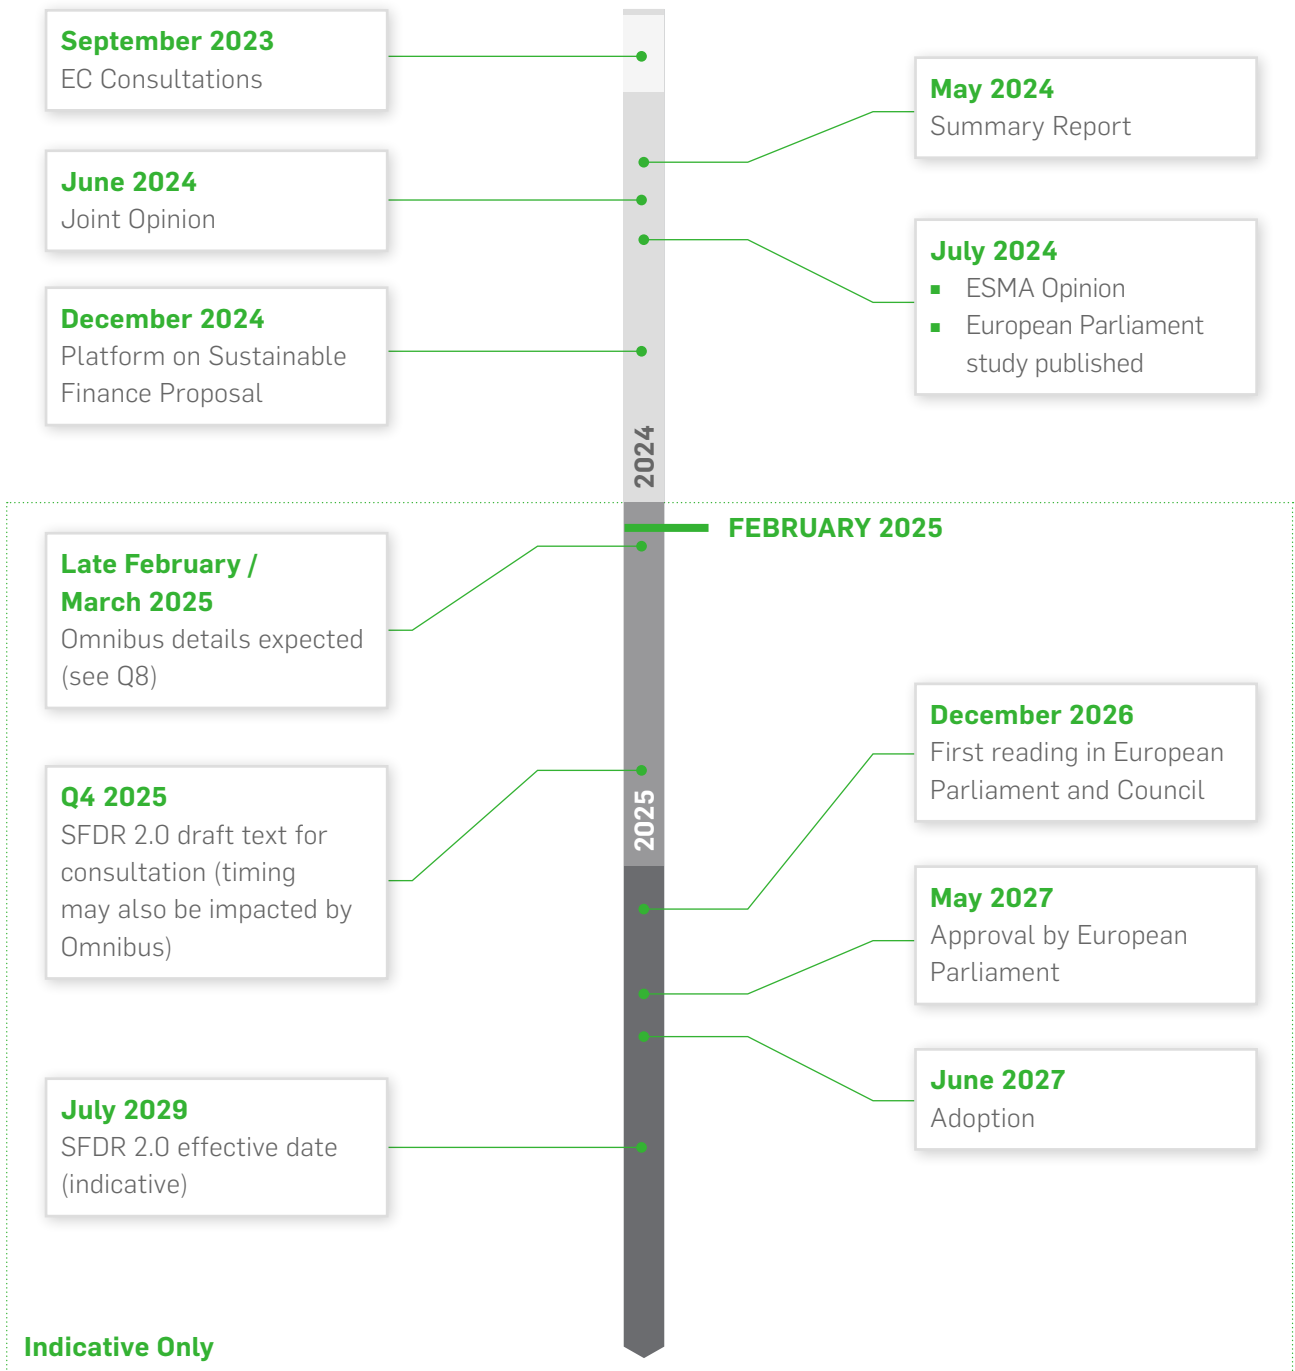 September 2023
EC Consultations
May 2024
Summary Report
June 2024
Joint Opinion
July 2024
▪ ESMA Opinion
▪ European Parliament
study published
December 2024
Platform on Sustainable
Finance Proposal
2024
FEBRUARY 2025
Late February /
March 2025
Omnibus details expected
(see Q8)
December 2026
First reading in European
Parliament and Council
Q4 2025
SFDR 2.0 draft text for
consultation (timing
may also be impacted by
Omnibus)
2025
May 2027
Approval by European
Parliament
June 2027
Adoption
July 2029
SFDR 2.0 effective date
(indicative)
Indicative Only